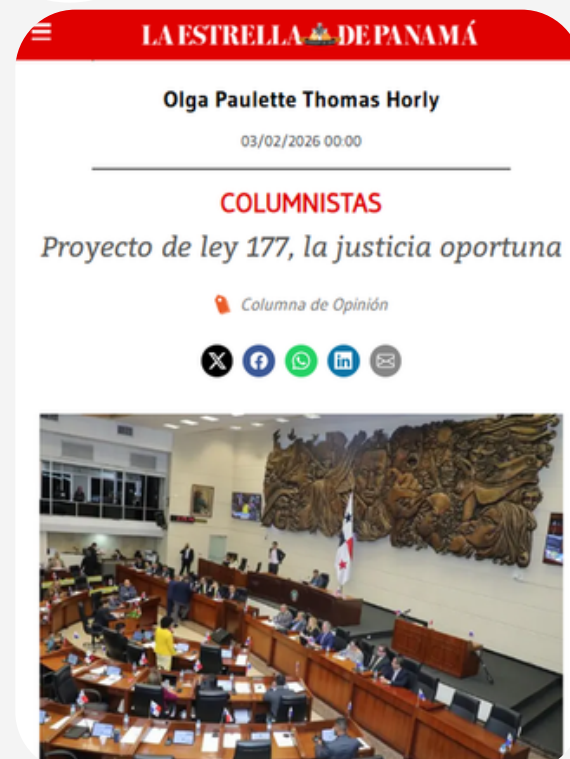 LA ESTRELLA DE PANAMÁ
Olga Paulette Thomas Horly
03/02/2026 00:00
COLUMNISTAS
Proyecto de ley 177, la justicia oportuna
Columna de Opinión